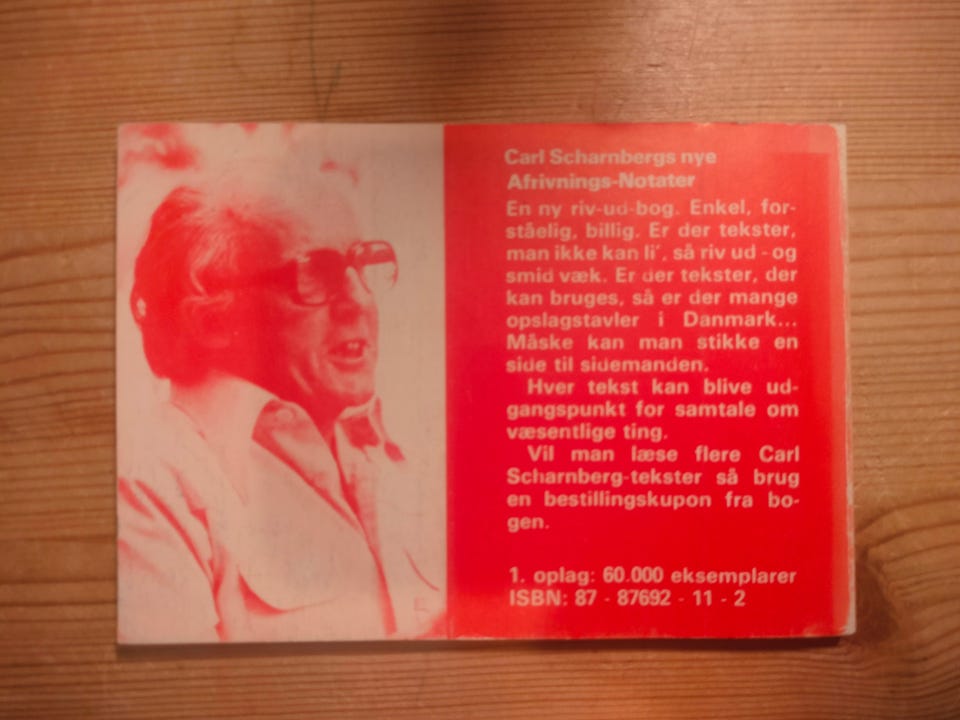 Carl Scharnbergs nye
Afrivnings-Notater
En ny riv-ud-bog. Enkel, for-
ståelig, billig. Er der tekster,
man ikke kan li', så riv ud - og
smid væk. Er der tekster, der
kan bruges, så er der mange
opslagstavler i Danmark...
Måske kan man stikke en
side til sidemanden.
Hver tekst kan blive ud-
gangspunkt for samtale om
væsentlige ting.
Vil man læse flere Carl
Scharnberg-tekster så brug
en bestillingskupon fra bo-
gen.
1. oplag: 60.000 eksemplarer
ISBN: 87 - 87692 - 11 - 2